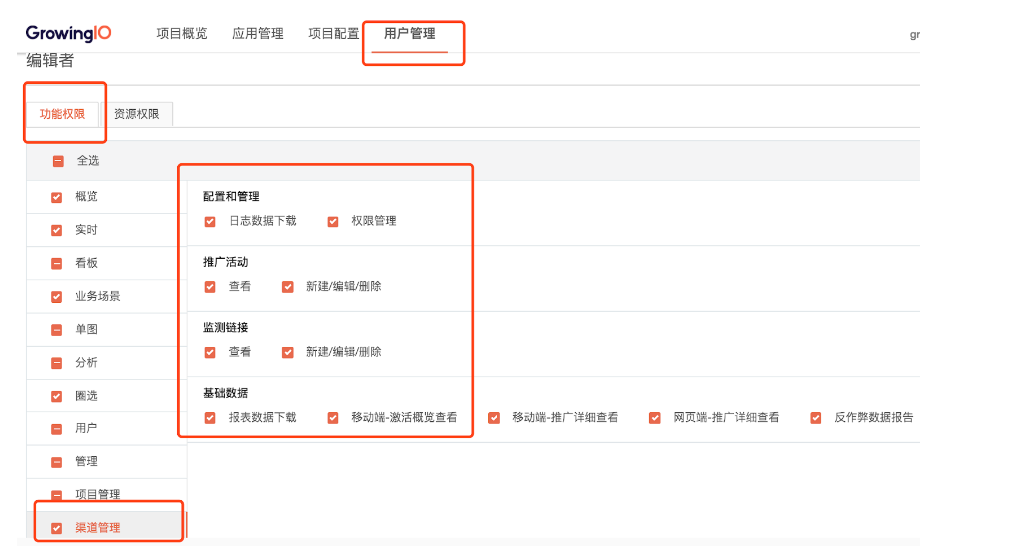 GrowingIO 项目概览 应用管理 项目配置 用户管理 gr
编辑者
功能权限 资源权限
全选
概览
实时
看板
业务场景
单图
分析
圈选
用户
管理
项目管理
渠道管理
配置和管理
日志数据下载 权限管理
推广活动
查看 新建/编辑/删除
监测链接
查看 新建/编辑/删除
基础数据
报表数据下载 移动端-激活概览查看 移动端-推广详细查看 网页端-推广详细查看 反作弊数据报告